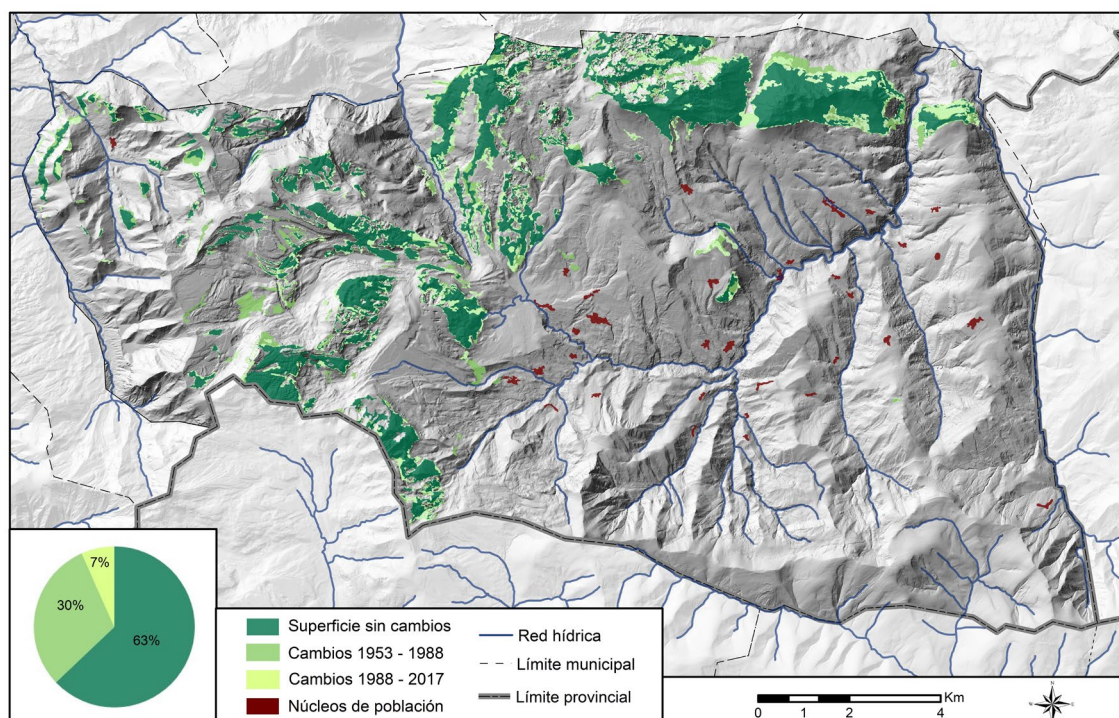 7%
30%
63%
Superficie sin cambios
Cambios 1953 - 1988
Cambios 1988 - 2017
Núcleos de población
Red hídrica
Límite municipal
Límite provincial
Km
0 1 2 4
N
W E
S